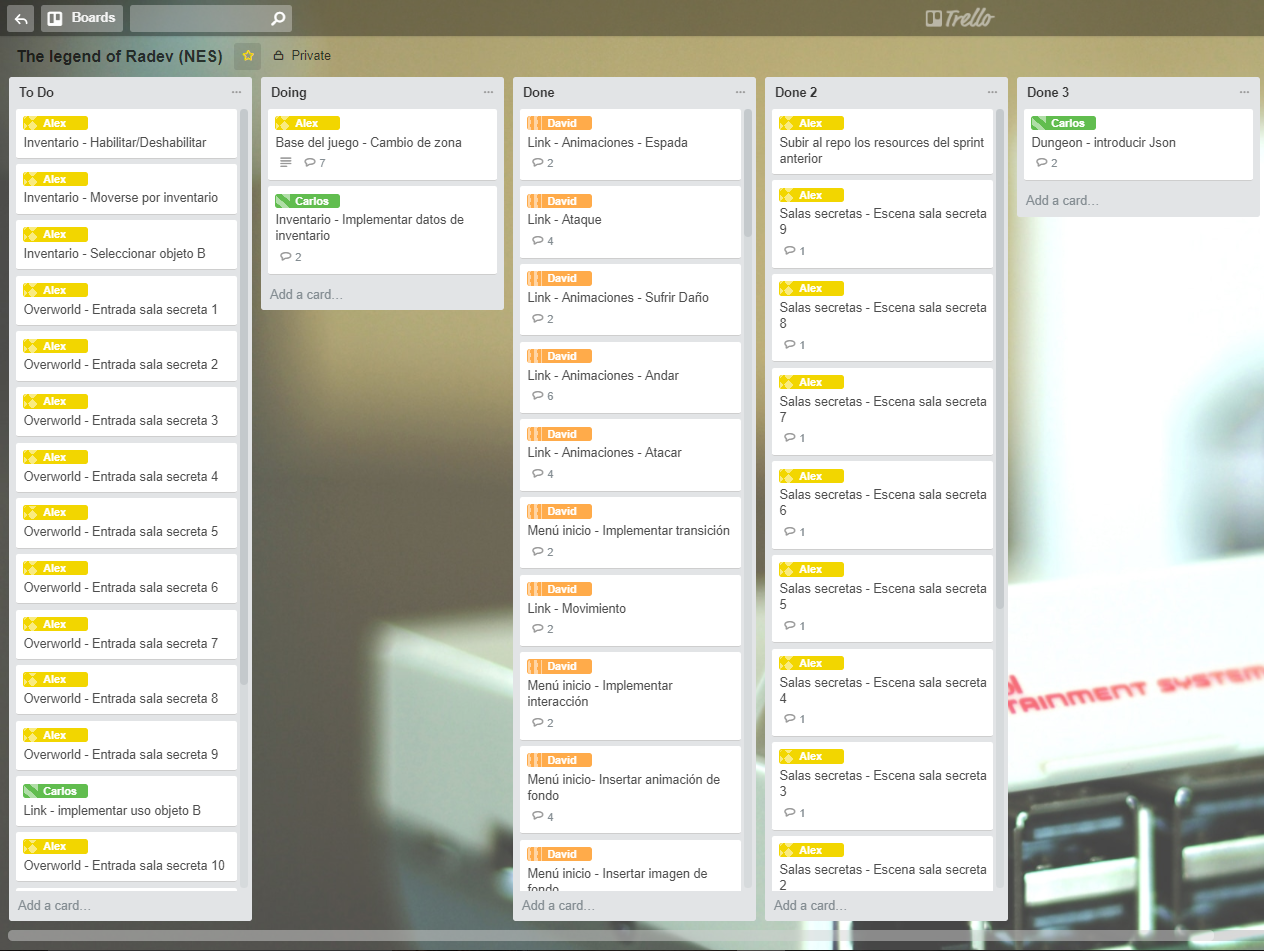 Boards
Trello
The legend of Radev (NES)
Private
To Do
Alex
Inventario - Habilitar/Deshabilitar
Alex
Inventario - Moverse por inventario
Alex
Inventario - Seleccionar objeto B
Alex
Overworld - Entrada sala secreta 1
Alex
Overworld - Entrada sala secreta 2
Alex
Overworld - Entrada sala secreta 3
Alex
Overworld - Entrada sala secreta 4
Alex
Overworld - Entrada sala secreta 5
Alex
Overworld - Entrada sala secreta 6
Alex
Overworld - Entrada sala secreta 7
Alex
Overworld - Entrada sala secreta 8
Alex
Overworld - Entrada sala secreta 9
Carlos
Link - implementar uso objeto B
Alex
Overworld - Entrada sala secreta 10
Add a card...
Doing
Alex
Base del juego - Cambio de zona
7
Carlos
Inventario - Implementar datos de
inventario
2
Add a card...
Done
David
Link - Animaciones - Espada
2
David
Link - Ataque
4
David
Link - Animaciones - Sufrir Daño
2
David
Link - Animaciones - Andar
6
David
Link - Animaciones - Atacar
4
David
Menú inicio - Implementar transición
2
David
Link - Movimiento
2
David
Menú inicio - Implementar
interacción
2
David
Menú inicio- Insertar animación de
fondo
4
David
Menú inicio - Insertar imagen de
fondo
Add a card...
Done 2
Alex
Subir al repo los resources del sprint
anterior
Alex
Salas secretas - Escena sala secreta
9
1
Alex
Salas secretas - Escena sala secreta
8
1
Alex
Salas secretas - Escena sala secreta
7
1
Alex
Salas secretas - Escena sala secreta
6
1
Alex
Salas secretas - Escena sala secreta
5
1
Alex
Salas secretas - Escena sala secreta
4
1
Alex
Salas secretas - Escena sala secreta
3
1
Alex
Salas secretas - Escena sala secreta
2
Add a card...
Done 3
Carlos
Dungeon - introducir Json
2
Add a card...
TAINMENT SYSTEM